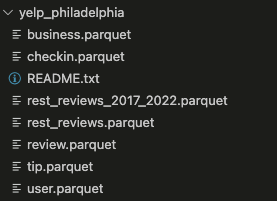 yelp_philadelphia
business.parquet
checkin.parquet
README.txt
rest_reviews_2017_2022.parquet
rest_reviews.parquet
review.parquet
tip.parquet
user.parquet